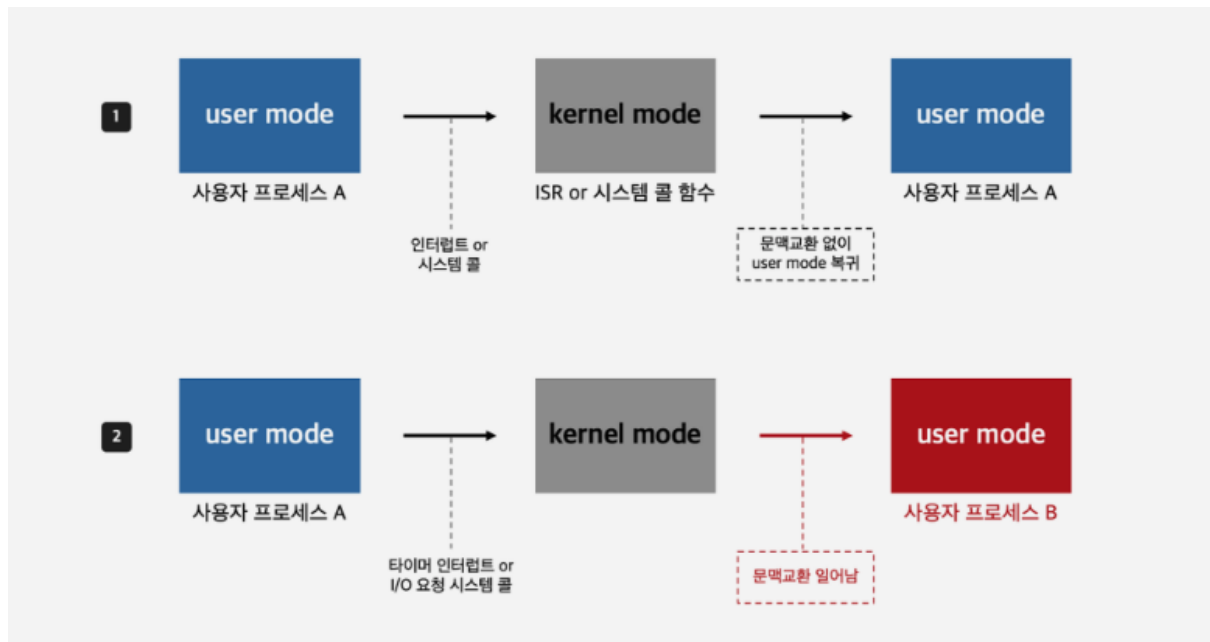 1
user mode
kernel mode
user mode
사용자 프로세스 A
ISR or 시스템 콜 함수
사용자 프로세스 A
인터럽트 or
시스템 콜
문맥교환 없이
user mode 복귀
2
user mode
kernel mode
user mode
사용자 프로세스 A
사용자 프로세스 B
타이머 인터럽트 or
I/O 요청 시스템 콜
문맥교환 일어남